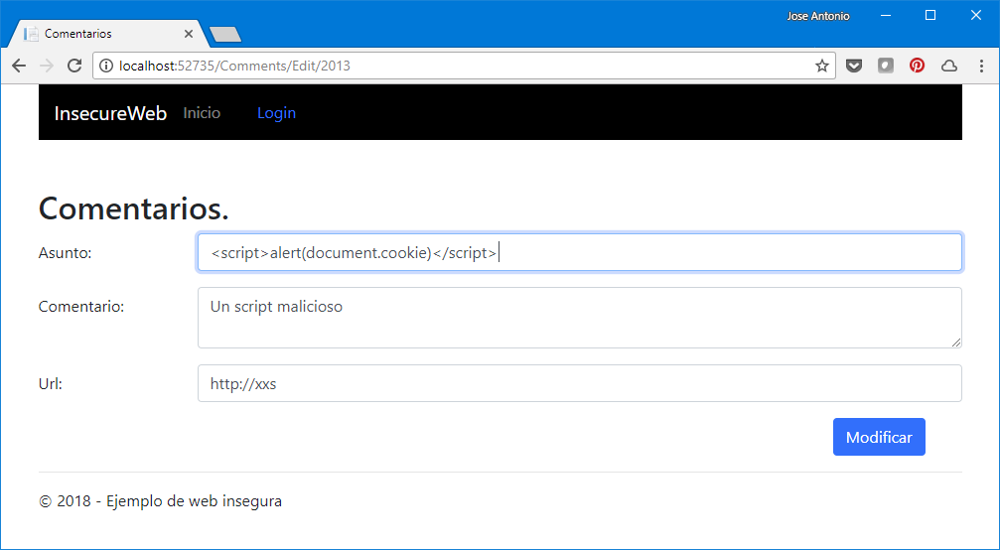 Jose Antonio
Comentarios
localhost:52735/Comments/Edit/2013
InsecureWeb Inicio Login
Comentarios.
Asunto: <script>alert(document.cookie)</script>
Comentario: Un script malicioso
Url: http://xxs
Modificar
© 2018 - Ejemplo de web insegura